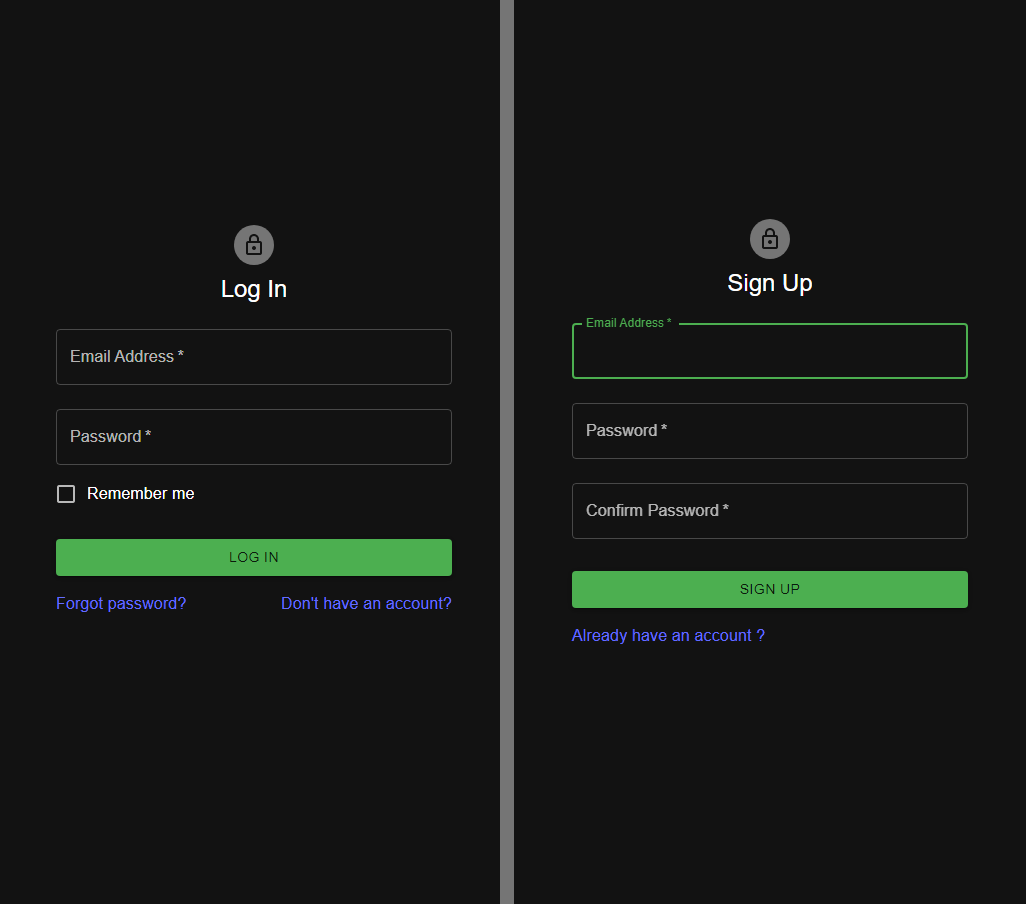 Log In
Email Address *
Password *
Remember me
LOG IN
Forgot password?
Don't have an account?
Sign Up
Email Address *
Password *
Confirm Password *
SIGN UP
Already have an account ?